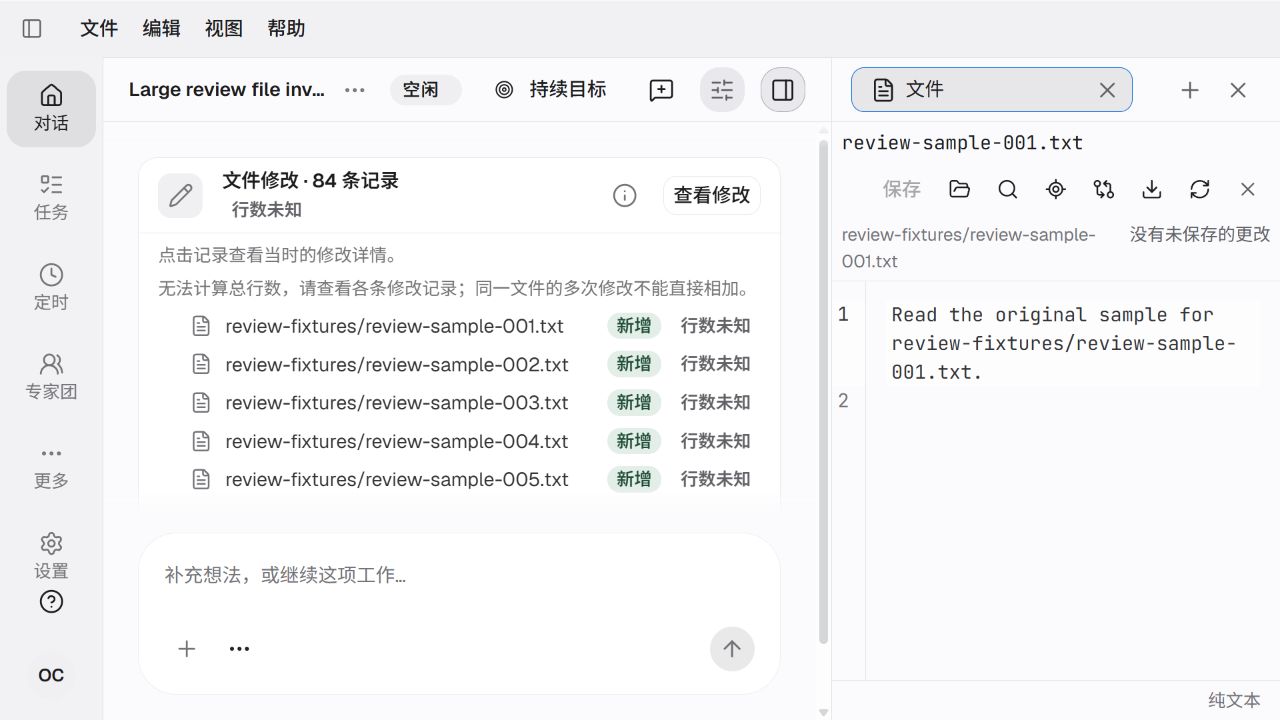 文件 编辑 视图 帮助
对话
任务
定时
专家团
更多
设置
OC
Large review file inv... 空闲 持续目标
文件修改 · 84 条记录
行数未知
查看修改
点击记录查看当时的修改详情。
无法计算总行数，请查看各条修改记录；同一文件的多次修改不能直接相加。
review-fixtures/review-sample-001.txt 新增 行数未知
review-fixtures/review-sample-002.txt 新增 行数未知
review-fixtures/review-sample-003.txt 新增 行数未知
review-fixtures/review-sample-004.txt 新增 行数未知
review-fixtures/review-sample-005.txt 新增 行数未知
补充想法，或继续这项工作...
文件
review-sample-001.txt
保存
review-fixtures/review-sample-
001.txt
没有未保存的更改
1 Read the original sample for
review-fixtures/review-sample-
001.txt.
2
纯文本